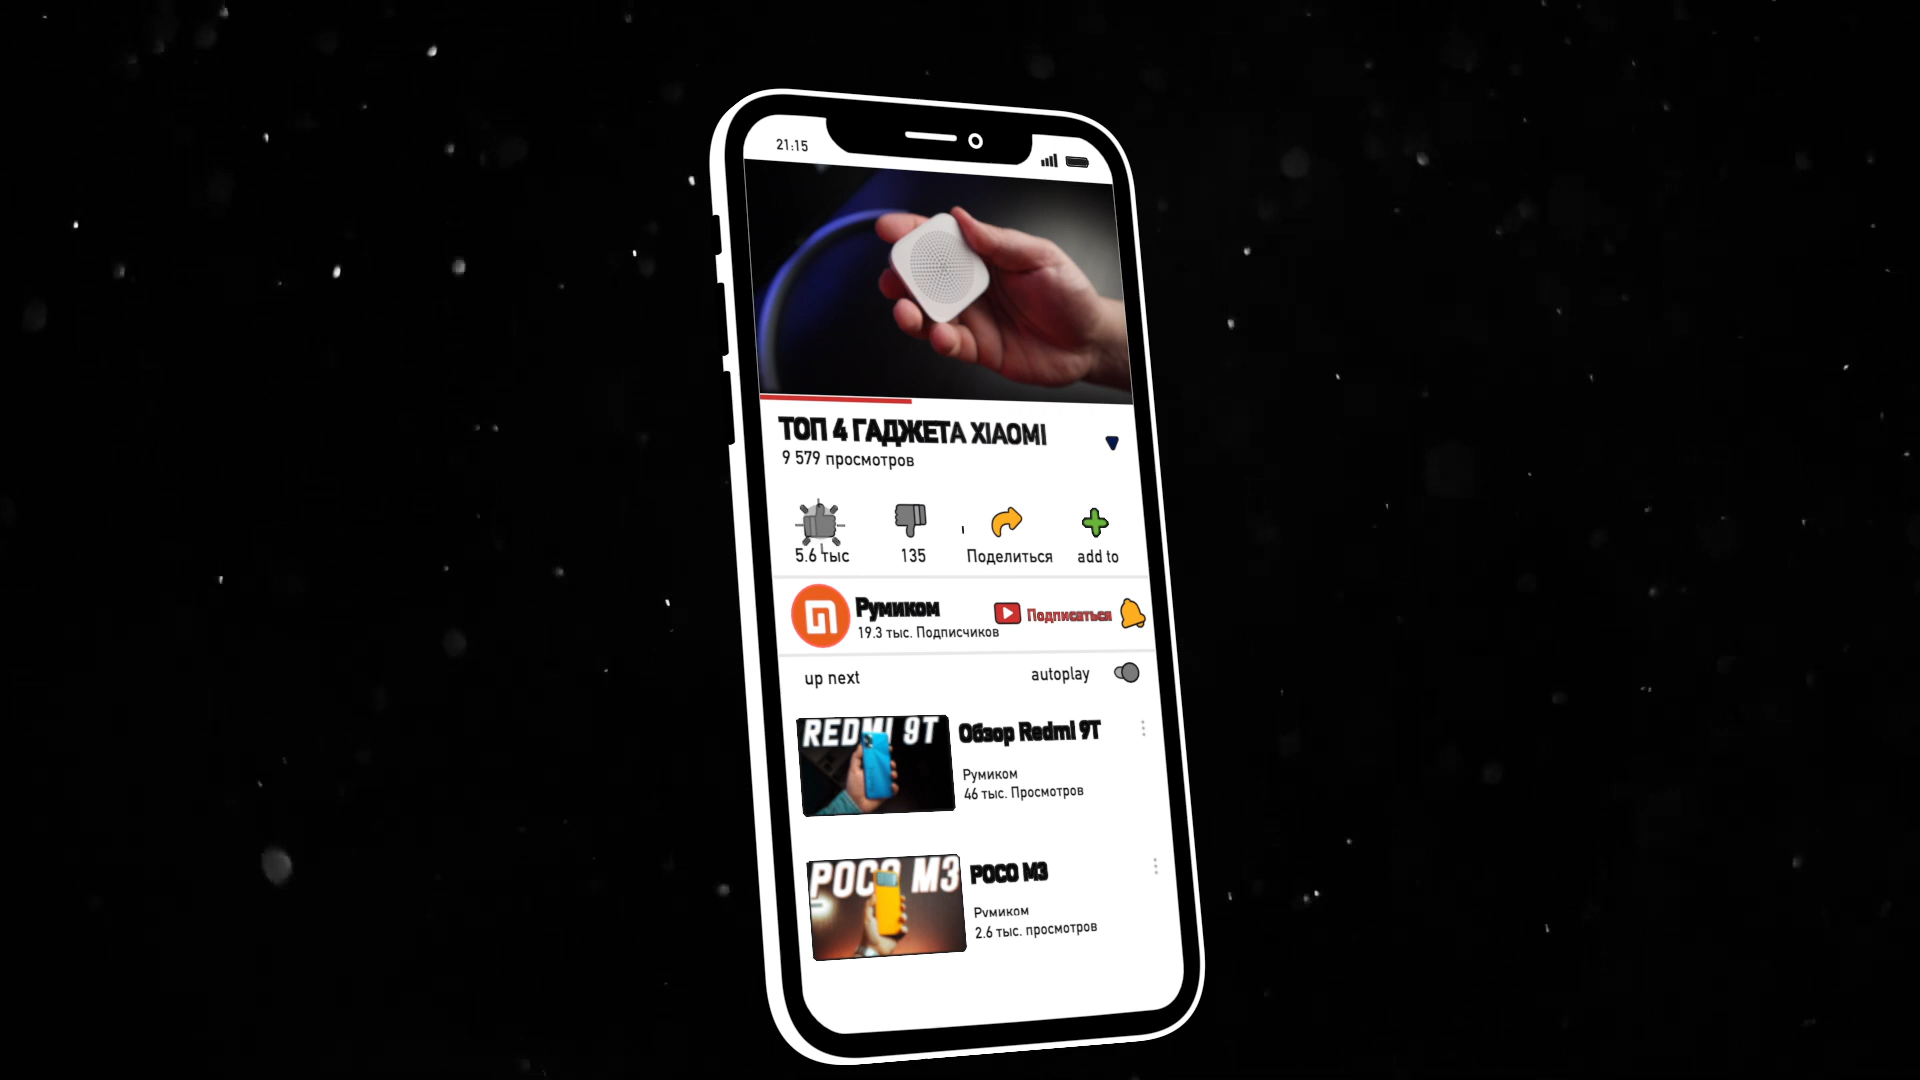 21:15
ТОП 4 ГАДЖЕТА XIAOMI
9 579 просмотров
5.6 тыс
135
Поделиться
add to
Румиком
Подписаться
19.3 тыс. Подписчиков
up next
autoplay
REDMI 9T
Обзор Redmi 9T
Румиком
46 тыс. Просмотров
POCO M3
POCO M3
Румиком
2.6 тыс. просмотров